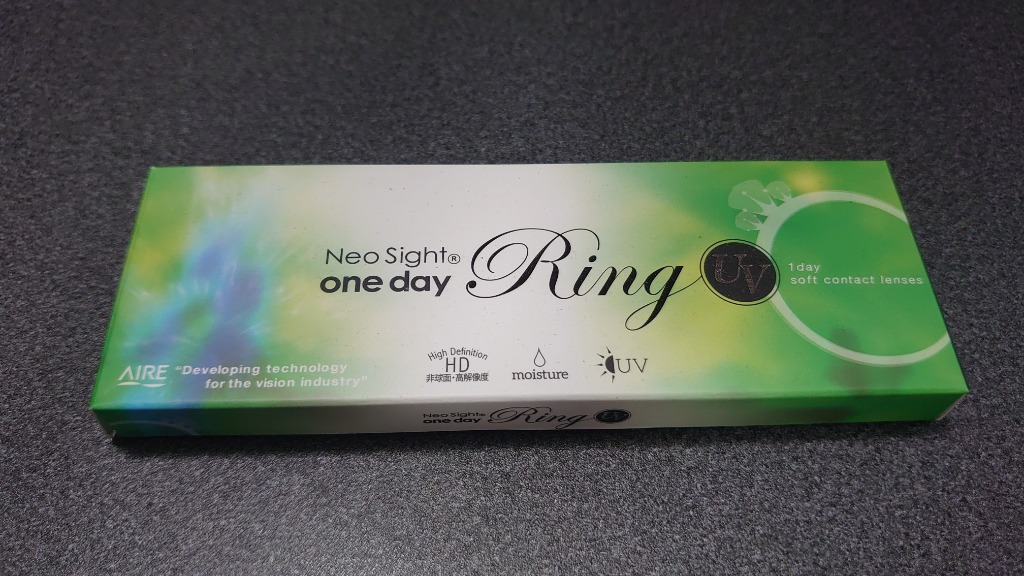 Neo Sight®
one day Ring UV
1day
soft contact lenses
High Definition
HD
非球面・高解像度
moisture
UV
AIRE "Developing technology
for the vision industry"
Neo Sight®
one day Ring UV